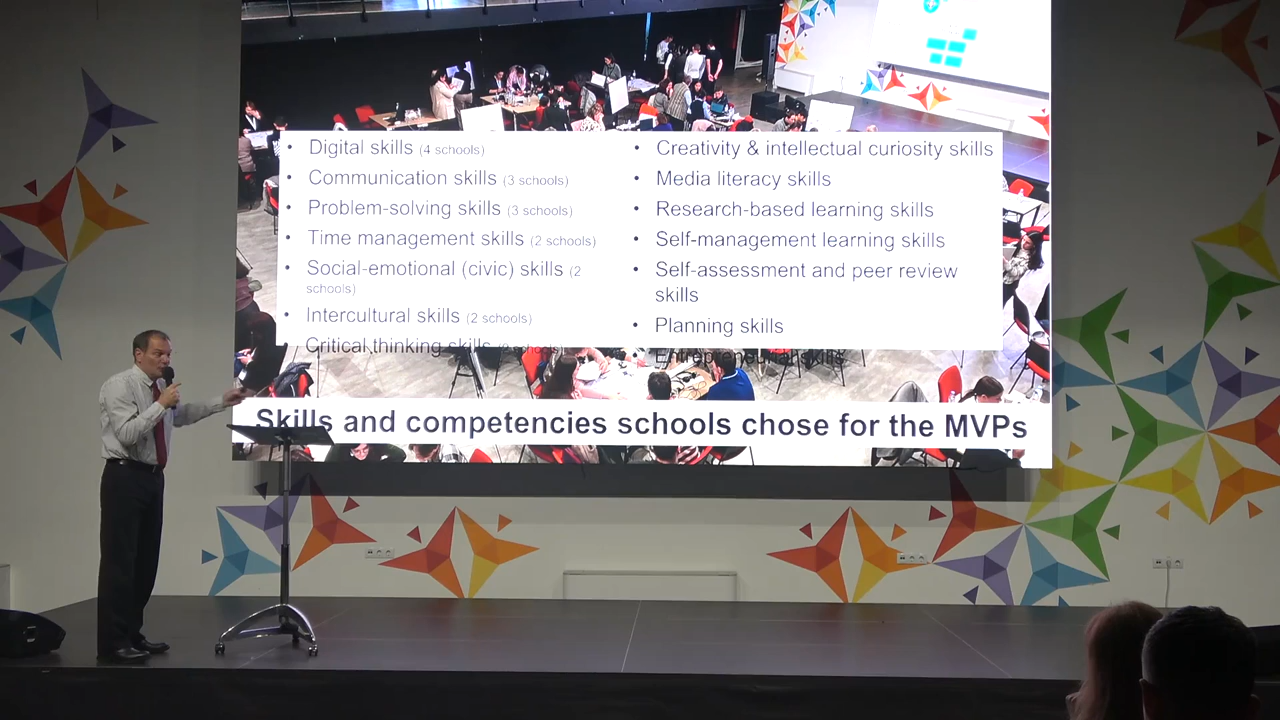 • Digital skills (4 schools)
• Communication skills (3 schools)
• Problem-solving skills (3 schools)
• Time management skills (2 schools)
• Social-emotional (civic) skills (2
schools)
• Intercultural skills (2 schools)
• Critical thinking skills (2 schools)
• Creativity & intellectual curiosity skills
• Media literacy skills
• Research-based learning skills
• Self-management learning skills
• Self-assessment and peer review
skills
• Planning skills
Entrepreneurial skills
Skills and competencies schools chose for the MVPs